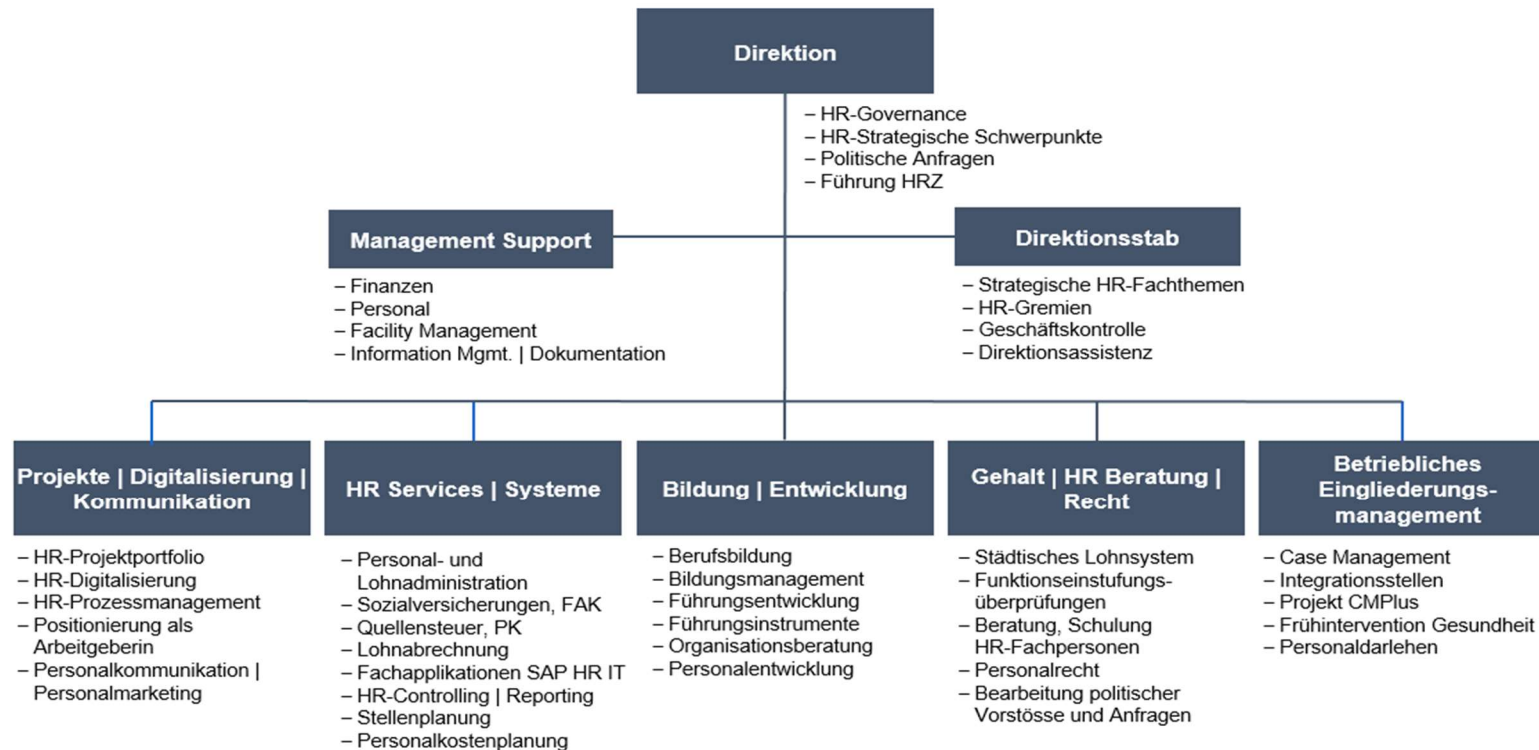 Direktion
– HR-Governance
– HR-Strategische Schwerpunkte
– Politische Anfragen
– Führung HRZ
Management Support
– Finanzen
– Personal
– Facility Management
– Information Mgmt. | Dokumentation
Direktionsstab
– Strategische HR-Fachthemen
– HR-Gremien
– Geschäftskontrolle
– Direktionsassistenz
Projekte | Digitalisierung |
Kommunikation
– HR-Projektportfolio
– HR-Digitalisierung
– HR-Prozessmanagement
– Positionierung als
Arbeitgeberin
– Personalkommunikation |
Personalmarketing
HR Services | Systeme
– Personal- und
Lohnadministration
– Sozialversicherungen, FAK
– Quellensteuer, PK
– Lohnabrechnung
– Fachapplikationen SAP HR IT
– HR-Controlling | Reporting
– Stellenplanung
– Personalkostenplanung
Bildung | Entwicklung
– Berufsbildung
– Bildungsmanagement
– Führungsentwicklung
– Führungsinstrumente
– Organisationsberatung
– Personalentwicklung
Gehalt | HR Beratung |
Recht
– Städtisches Lohnsystem
– Funktionseinstufungs-
überprüfungen
– Beratung, Schulung
HR-Fachpersonen
– Personalrecht
– Bearbeitung politischer
Vorstösse und Anfragen
Betriebliches
Eingliederungs-
management
– Case Management
– Integrationsstellen
– Projekt CMPlus
– Frühintervention Gesundheit
– Personaldarlehen